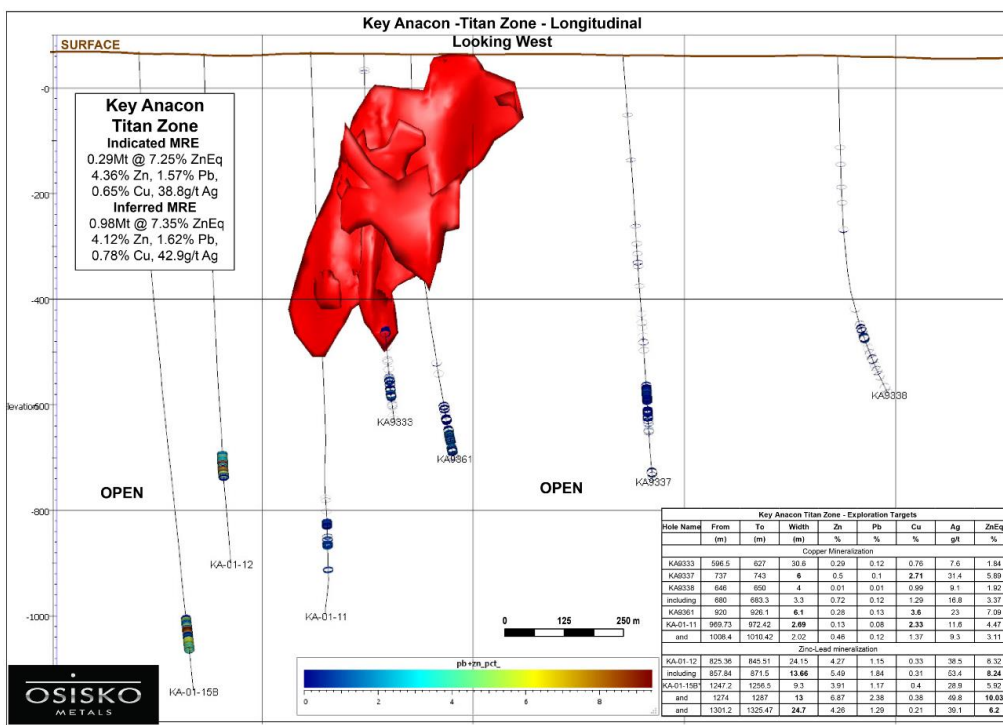 Key Anacon -Titan Zone - Longitudinal
Looking West
SURFACE
-0
-200
-400
-800
-1000
Key Anacon
Titan Zone
Indicated MRE
0.29Mt @ 7.25% ZnEq
4.36% Zn, 1.57% Pb,
0.65% Cu, 38.8g/t Ag
Inferred MRE
0.98Mt @ 7.35% ZnEq
4.12% Zn, 1.62% Pb,
0.78% Cu, 42.9g/t Ag
KA9338
KA9333
KA9361
KA9337
OPEN
OPEN
KA-01-12
KA-01-11
KA-01-15B
0 125 250 m
pb+zn_pct_
0 2 4 6 8
OSISKO
METALS
Key Anacon Titan Zone - Exploration Targets
Hole Name From To Width Zn Pb Cu Ag ZnEq
(m) (m) (m) % % % g/t %
Copper Mineralization
KA9333 596.5 627 30.6 0.29 0.12 0.76 7.6 1.84
KA9337 737 743 6 0.5 0.1 2.71 31.4 5.89
KA9338 646 650 4 0.01 0.01 0.99 9.1 1.92
including 680 683.3 3.3 0.72 0.12 1.29 16.8 3.37
KA9361 920 926.1 6.1 0.28 0.13 3.6 23 7.09
KA-01-11 969.73 972.42 2.69 0.13 0.08 2.33 11.6 4.47
and 1008.4 1010.42 2.02 0.46 0.12 1.37 9.3 3.11
Zinc-Lead mineralization
KA-01-12 825.36 845.51 24.15 4.27 1.15 0.33 38.5 6.32
including 857.84 871.5 13.66 5.49 1.84 0.31 53.4 8.24
KA-01-15B* 1247.2 1256.5 9.3 3.91 1.17 0.4 28.9 5.92
and 1274 1287 13 6.87 2.38 0.38 49.8 10.03
and 1301.2 1325.47 24.7 4.26 1.29 0.21 39.1 6.2